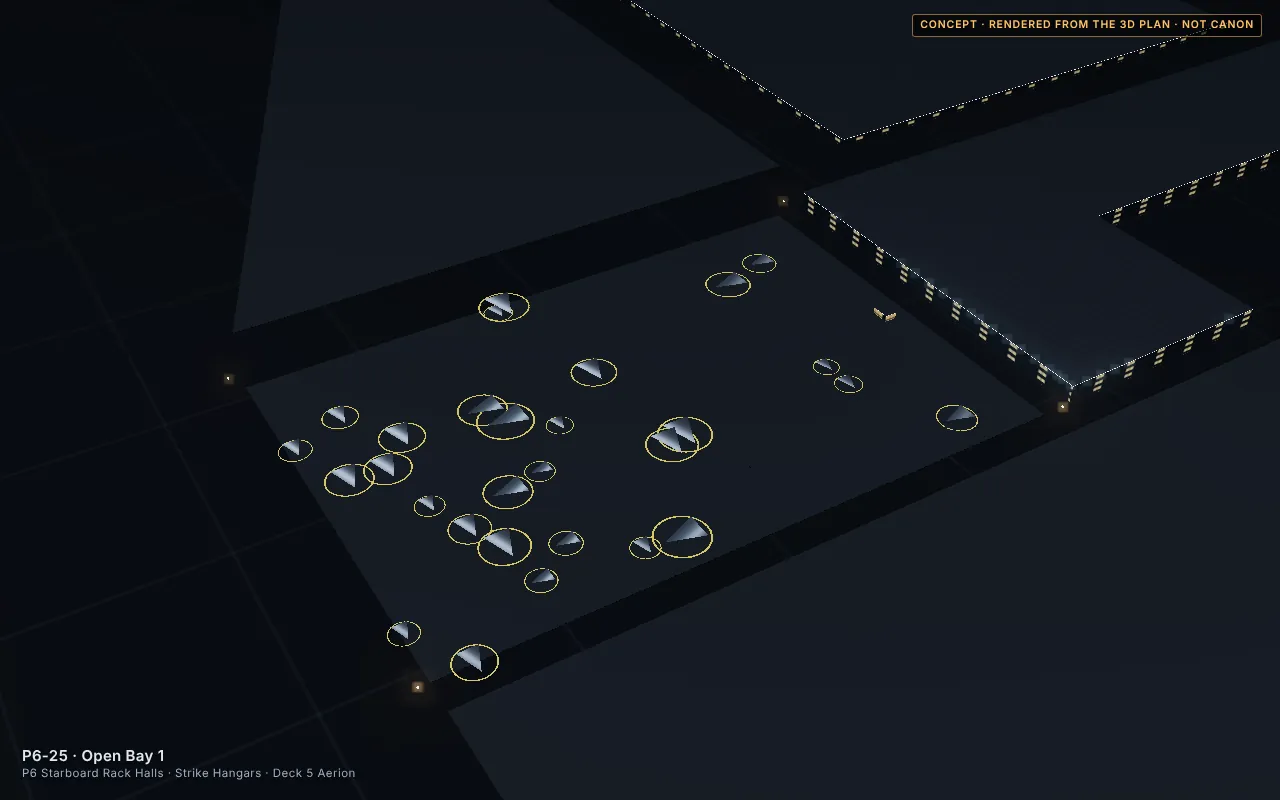 CONCEPT · RENDERED FROM THE 3D PLAN · NOT CANON
P6-25 · Open Bay 1
P6 Starboard Rack Halls · Strike Hangars · Deck 5 Aerion